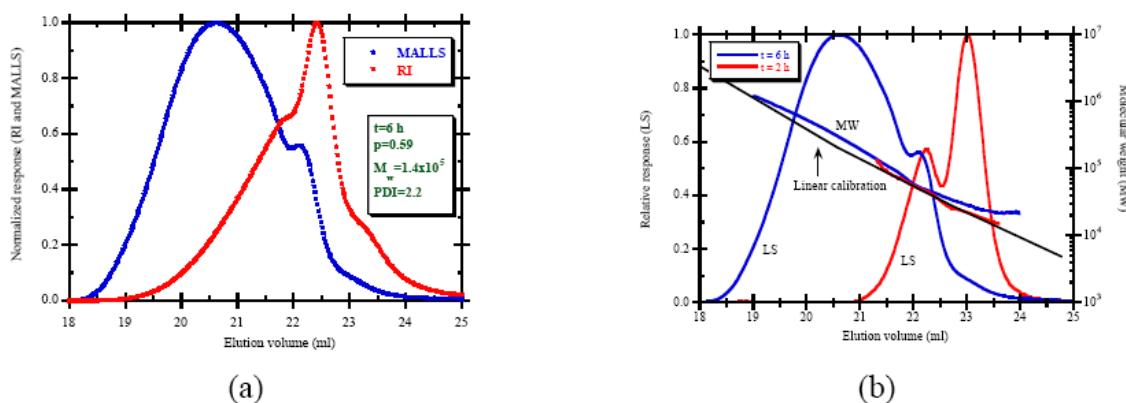 Normalized response (RI and MALLS)
1.0
0.8
0.6
0.4
0.2
0.0
MALLS
RI
t=6 h
p=0.59
M_w=1.4x10^5
PDI=2.2
18 19 20 21 22 23 24 25
Elution volume (ml)
(a)
Relative response (LS)
1.0
0.8
0.6
0.4
0.2
0.0
t = 6 h
t = 2 h
MW
Linear calibration
LS
LS
10^7
10^6
10^5
10^4
10^3
Molecular weight (MW)
18 19 20 21 22 23 24 25
Elution volume (ml)
(b)